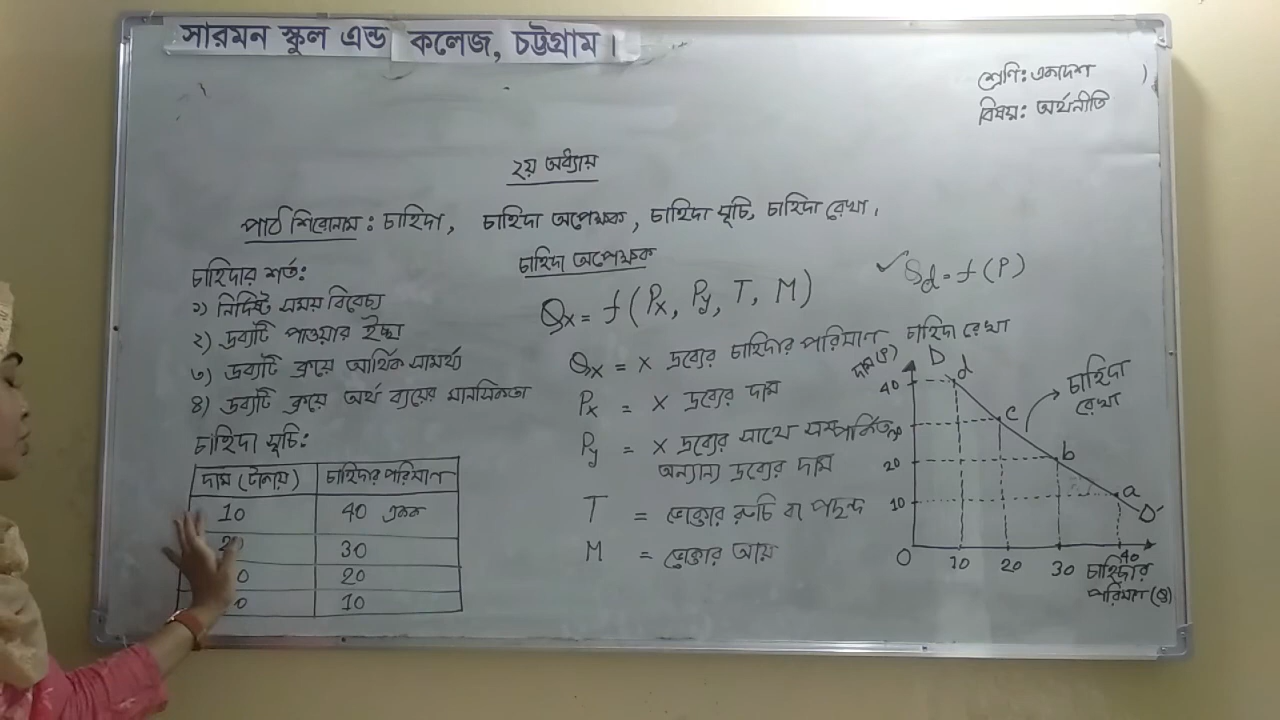 সারমন স্কুল এন্ড কলেজ, চট্টগ্রাম।
শ্রেণি: একাদশ
বিষয়: অর্থনীতি
২য় অধ্যায়
পাঠ শিরোনাম: চাহিদা, চাহিদা অপেক্ষক, চাহিদা সূচি, চাহিদা রেখা।
চাহিদার শর্ত:
১) নির্দিষ্ট সময় বিবেচ্য
২) দ্রব্যটি পাওয়ার ইচ্ছা
৩) দ্রব্যটি ক্রয়ে আর্থিক সামর্থ্য
৪) দ্রব্যটি ক্রয়ে অর্থ ব্যয়ের মানসিকতা
চাহিদা সূচি:
দাম (টাকায়) চাহিদার পরিমাণ
10 40 একক
20 30
0 20
0 10
চাহিদা অপেক্ষক
Qx = f(Px, Py, T, M)
Qx = x দ্রব্যের চাহিদার পরিমাণ
Px = x দ্রব্যের দাম
Py = x দ্রব্যের সাথে সম্পর্কিত
অন্যান্য দ্রব্যের দাম
T = ভোক্তার রুচি বা পছন্দ
M = ভোক্তার আয়
✓ Qd = f(P)
চাহিদা রেখা
দাম (P)
D
d
40
c
b
20
a
10
D'
চাহিদা
রেখা
O 10 20 30 40
চাহিদার
পরিমাণ (Q)